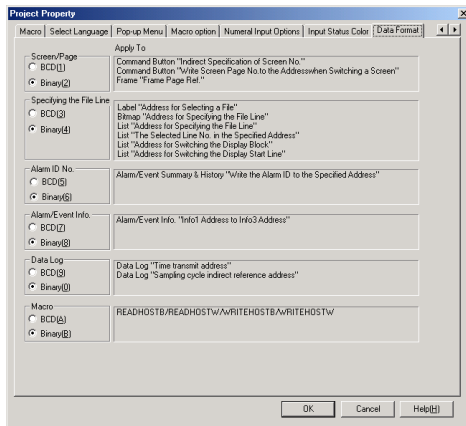 Project Property
Macro Select Language Pop-up Menu Macro option Numeral Input Options Input Status Color Data Format
Apply To
Screen/Page
BCD(1)
Binary(2)
Command Button "Indirect Specification of Screen No."
Command Button "Write Screen Page No.to the Addresswhen Switching a Screen"
Frame "Frame Page Ref."
Specifying the File Line
BCD(3)
Binary(4)
Label "Address for Selecting a File"
Bitmap "Address for Specifying the File Line"
List "Address for Specifying the File Line"
List "The Selected Line No. in the Specified Address"
List "Address for Switching the Display Block"
List "Address for Switching the Display Start Line"
Alarm ID No.
BCD(5)
Binary(6)
Alarm/Event Summary & History "Write the Alarm ID to the Specified Address"
Alarm/Event Info.
BCD(7)
Binary(8)
Alarm/Event Info. "Info1 Address to Info3 Address"
Data Log
BCD(9)
Binary(0)
Data Log "Time transmit address"
Data Log "Sampling cycle indirect reference address"
Macro
BCD(A)
Binary(B)
READHOSTB/READHOSTW/WRITEHOSTB/WRITEHOSTW
OK Cancel Help(H)